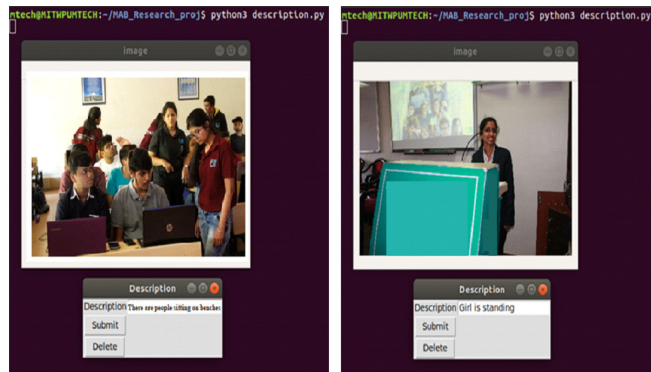 mtech@MITWPUMTECH:~/MAB_Research_proj$ python3 description.py
image
Description
Description There are people sitting on benches
Submit
Delete
mtech@MITWPUMTECH:~/MAB_Research_proj$ python3 description.py
image
Description
Description Girl is standing
Submit
Delete